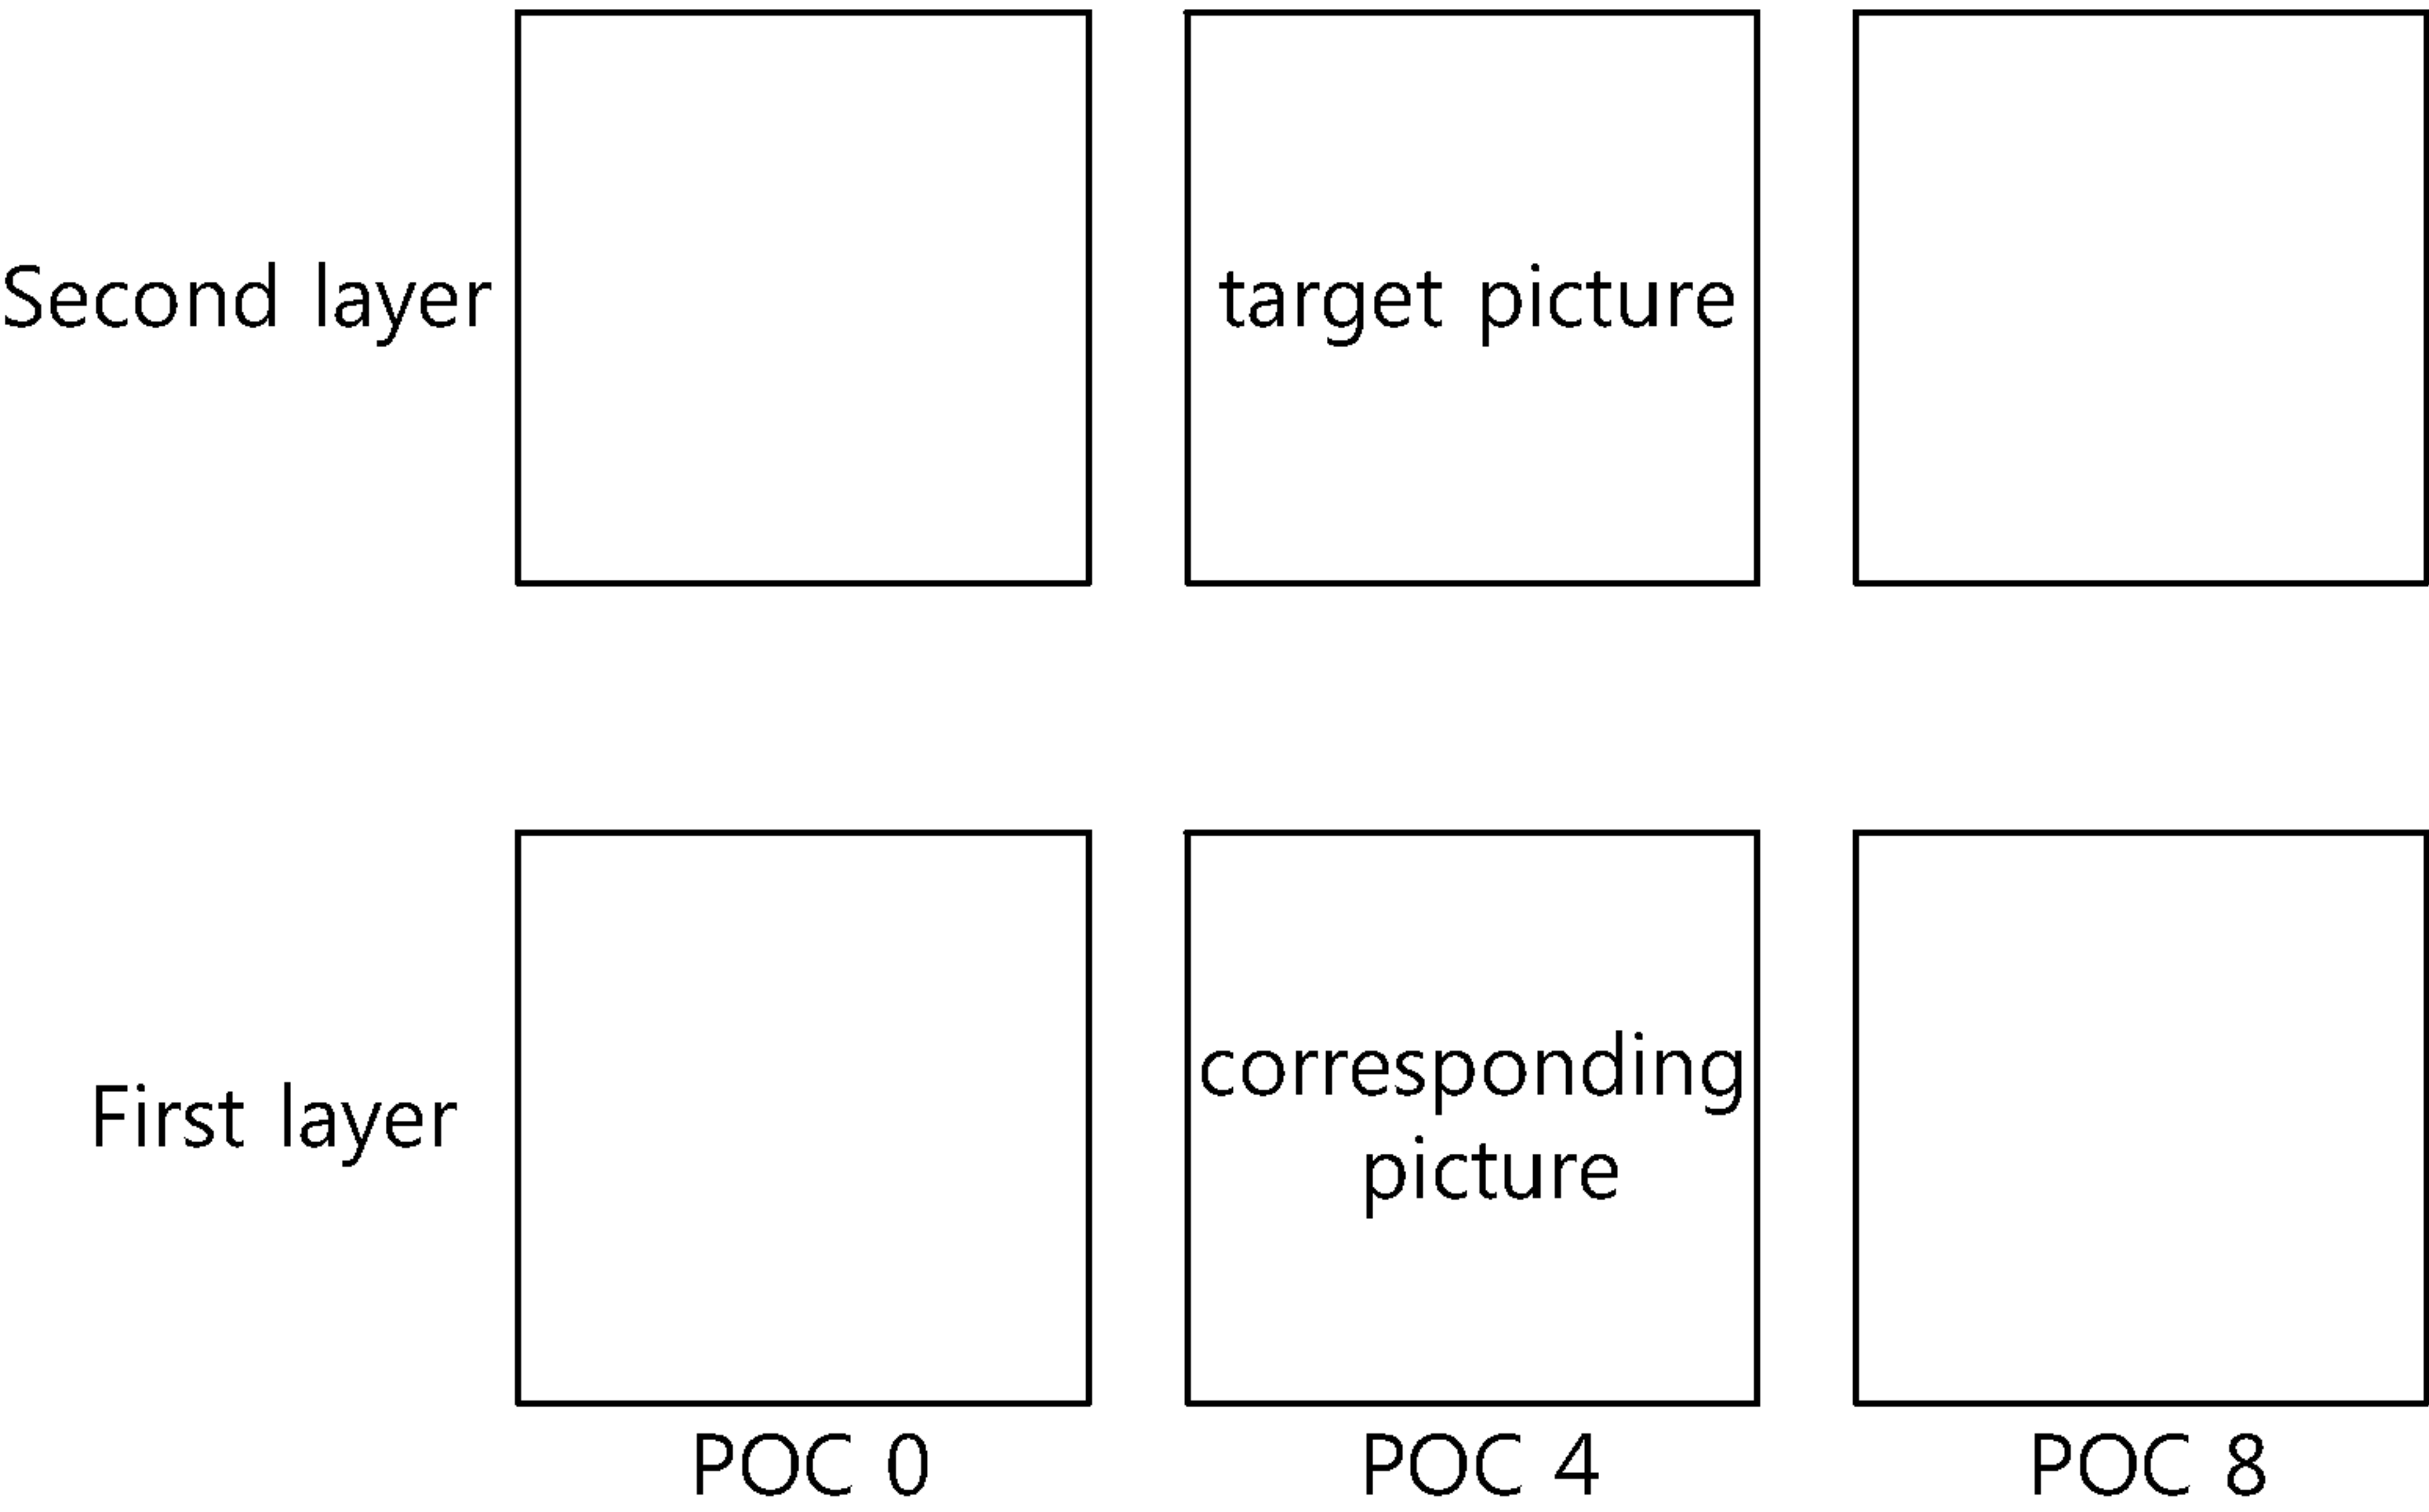 Second layer
target picture
First layer
corresponding
picture
POC 0
POC 4
POC 8